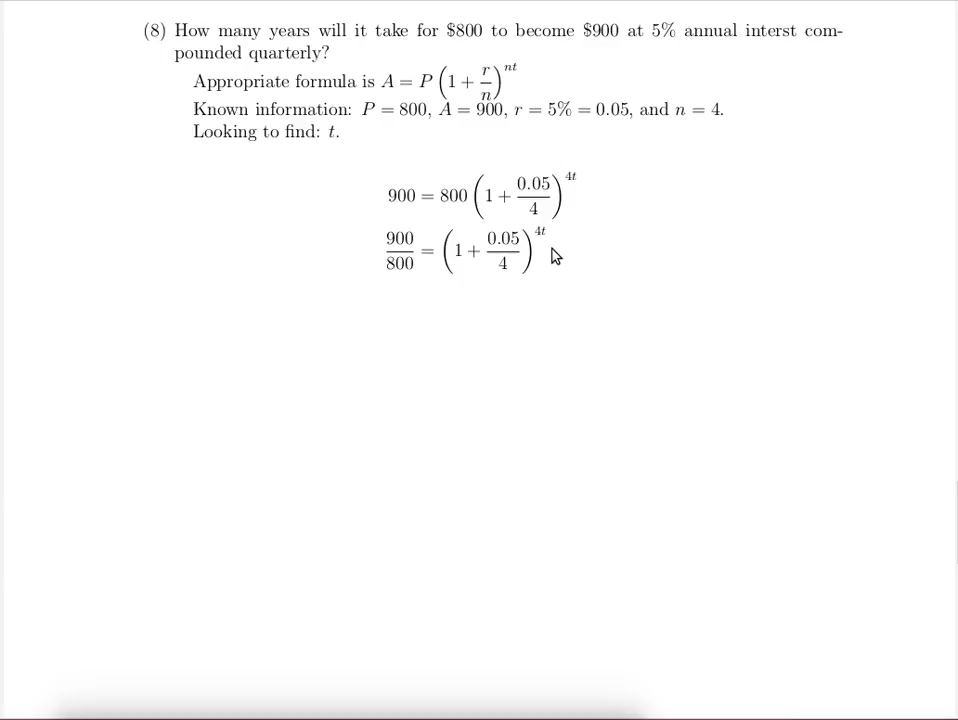 (8) How many years will it take for $800 to become $900 at 5% annual interst com-
pounded quarterly?
Appropriate formula is A = P (1 + r/n)^nt
Known information: P = 800, A = 900, r = 5% = 0.05, and n = 4.
Looking to find: t.
900 = 800 (1 + 0.05/4)^4t
900/800 = (1 + 0.05/4)^4t